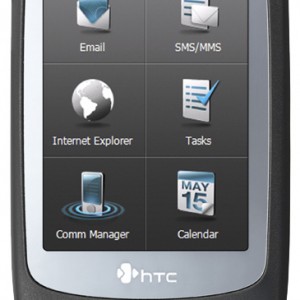 Email
SMS/MMS
Internet Explorer
Tasks
MAY
15
Comm Manager
Calendar
hTC